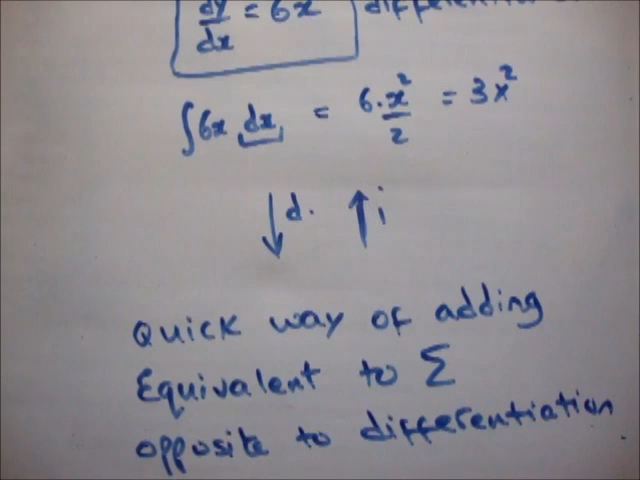 dy/dx = 6x
∫6x dx = 6.x²/2 = 3x²
↓ d. ↑ i
Quick way of adding
Equivalent to Σ
opposite to differentiation